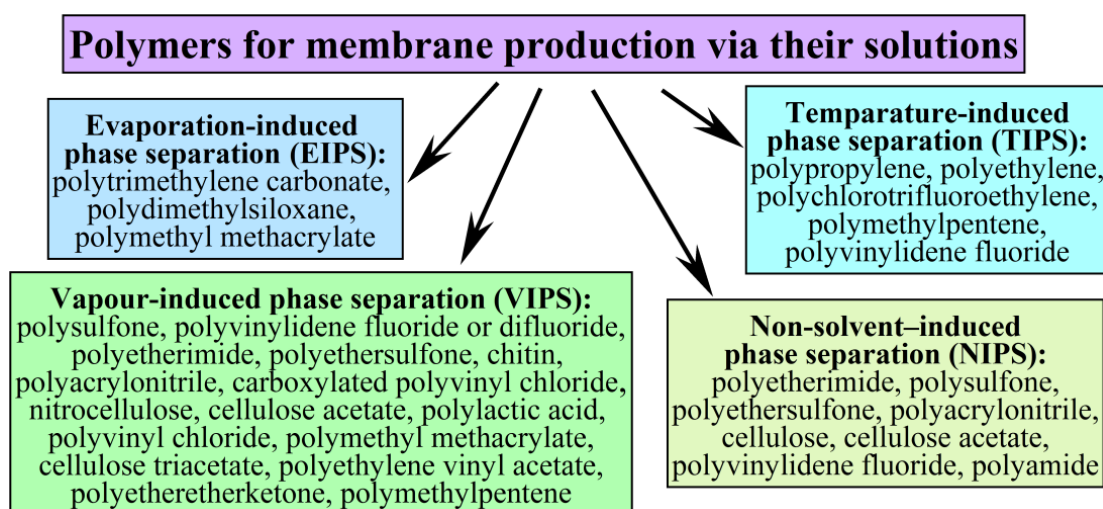 Polymers for membrane production via their solutions
Evaporation-induced
phase separation (EIPS):
polytrimethylene carbonate,
polydimethylsiloxane,
polymethyl methacrylate
Temparature-induced
phase separation (TIPS):
polypropylene, polyethylene,
polychlorotrifluoroethylene,
polymethylpentene,
polyvinylidene fluoride
Vapour-induced phase separation (VIPS):
polysulfone, polyvinylidene fluoride or difluoride,
polyetherimide, polyethersulfone, chitin,
polyacrylonitrile, carboxylated polyvinyl chloride,
nitrocellulose, cellulose acetate, polylactic acid,
polyvinyl chloride, polymethyl methacrylate,
cellulose triacetate, polyethylene vinyl acetate,
polyetheretherketone, polymethylpentene
Non-solvent–induced
phase separation (NIPS):
polyetherimide, polysulfone,
polyethersulfone, polyacrylonitrile,
cellulose, cellulose acetate,
polyvinylidene fluoride, polyamide